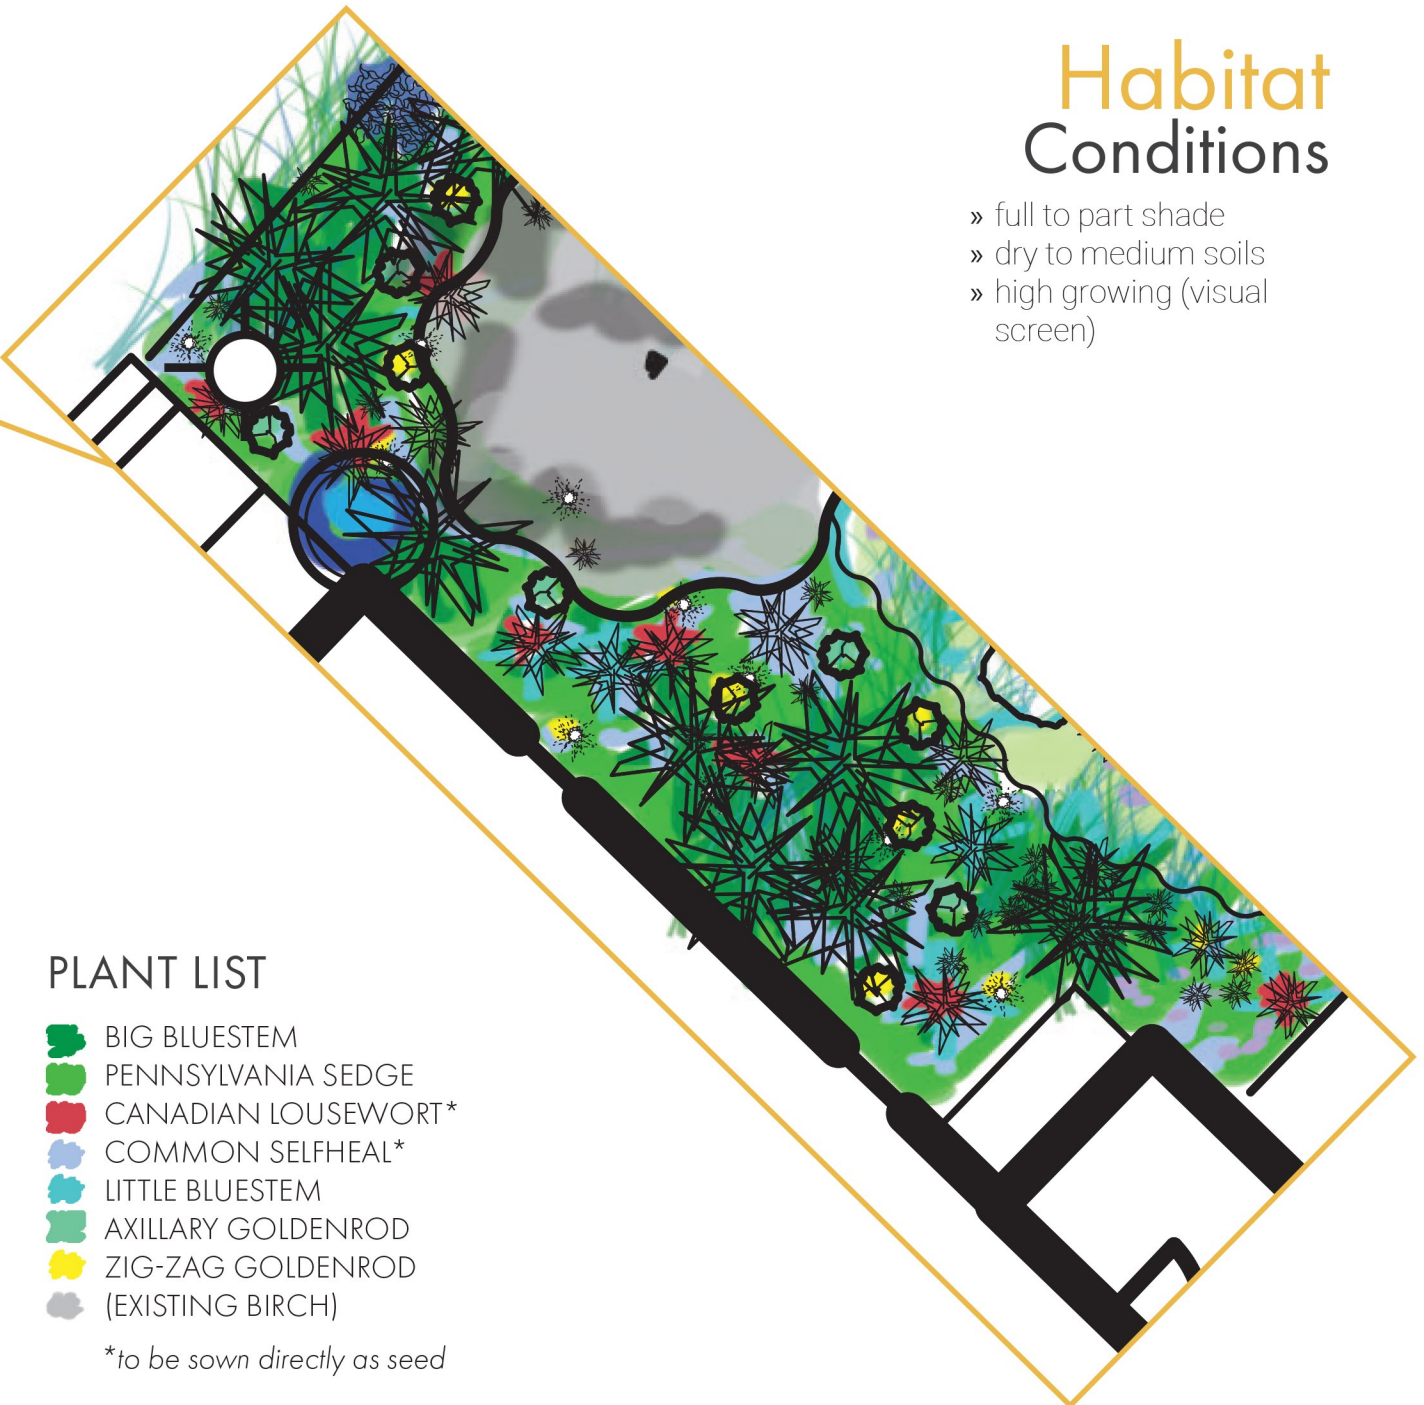 Habitat
Conditions
» full to part shade
» dry to medium soils
» high growing (visual
screen)
PLANT LIST
BIG BLUESTEM
PENNSYLVANIA SEDGE
CANADIAN LOUSEWORT*
COMMON SELFHEAL*
LITTLE BLUESTEM
AXILLARY GOLDENROD
ZIG-ZAG GOLDENROD
(EXISTING BIRCH)
*to be sown directly as seed